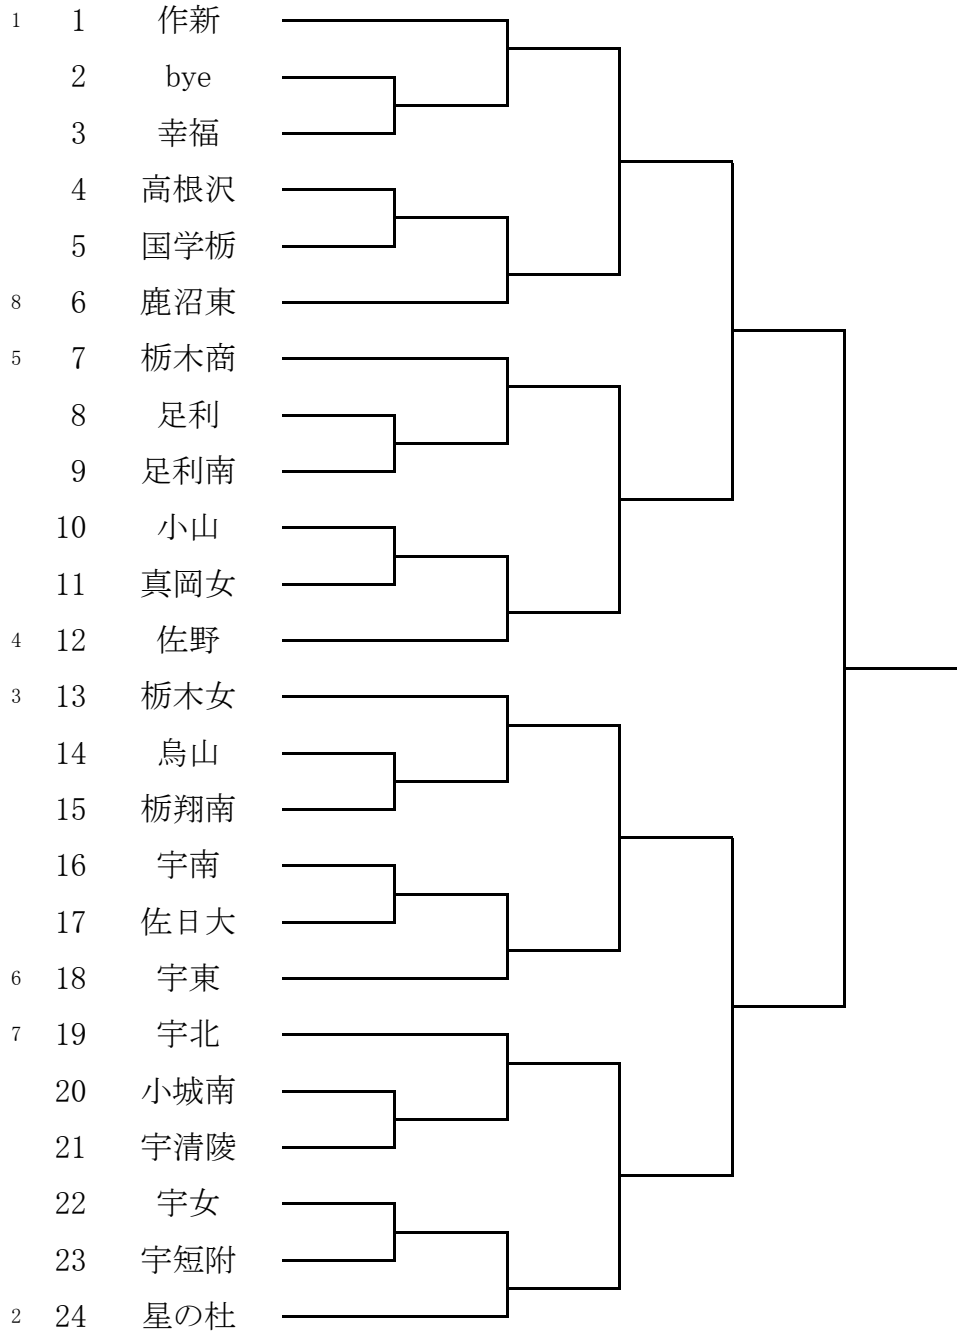 1 1 作新
2 bye
3 幸福
4 高根沢
5 国学栃
8 6 鹿沼東
5 7 栃木商
8 足利
9 足利南
10 小山
11 真岡女
4 12 佐野
3 13 栃木女
14 烏山
15 栃翔南
16 宇南
17 佐日大
6 18 宇東
7 19 宇北
20 小城南
21 宇清陵
22 宇女
23 宇短附
2 24 星の杜